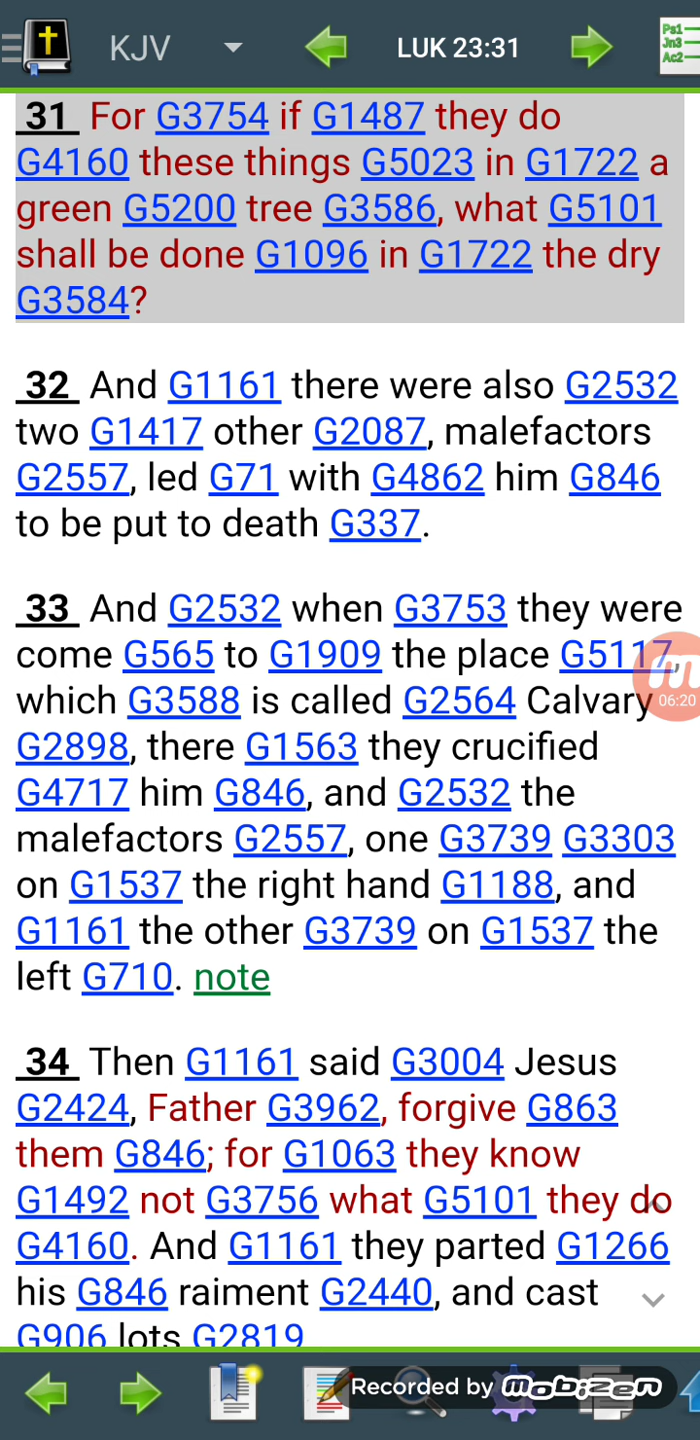 KJV LUK 23:31 Ps1- Jn3- Ac2-
31 For G3754 if G1487 they do
G4160 these things G5023 in G1722 a
green G5200 tree G3586, what G5101
shall be done G1096 in G1722 the dry
G3584?
32 And G1161 there were also G2532
two G1417 other G2087, malefactors
G2557, led G71 with G4862 him G846
to be put to death G337.
33 And G2532 when G3753 they were
come G565 to G1909 the place G5117,
which G3588 is called G2564 Calvary
06:20
G2898, there G1563 they crucified
G4717 him G846, and G2532 the
malefactors G2557, one G3739 G3303
on G1537 the right hand G1188, and
G1161 the other G3739 on G1537 the
left G710. note
34 Then G1161 said G3004 Jesus
G2424, Father G3962, forgive G863
them G846; for G1063 they know
G1492 not G3756 what G5101 they do
G4160. And G1161 they parted G1266
his G846 raiment G2440, and cast
G906 lots G2819
Recorded by mobizen